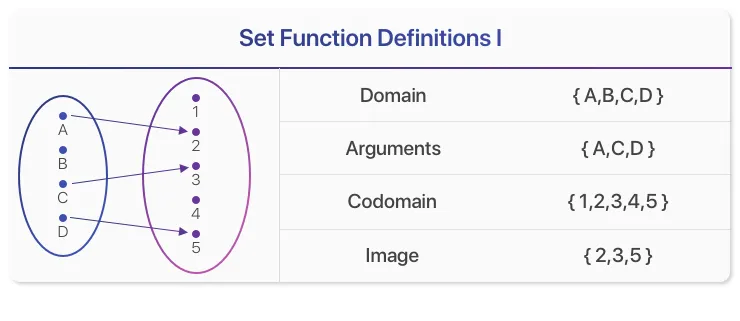 Set Function Definitions I
A
B
C
D
1
2
3
4
5
Domain { A,B,C,D }
Arguments { A,C,D }
Codomain { 1,2,3,4,5 }
Image { 2,3,5 }